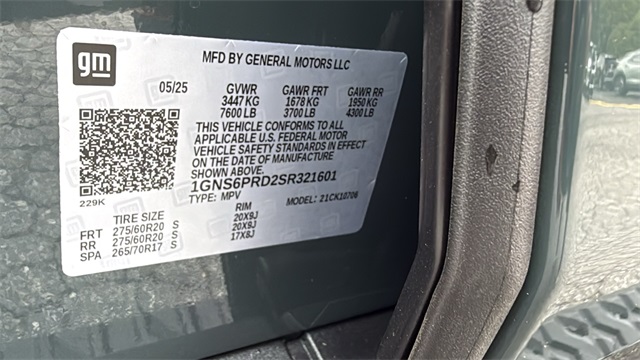 gm
MFD BY GENERAL MOTORS LLC
05/25 GVWR GAWR FRT GAWR RR
3447 KG 1678 KG 1950 KG
7600 LB 3700 LB 4300 LB
THIS VEHICLE CONFORMS TO ALL
APPLICABLE U.S. FEDERAL MOTOR
VEHICLE SAFETY STANDARDS IN EFFECT
ON THE DATE OF MANUFACTURE
SHOWN ABOVE.
1GNS6PRD2SR321601
TYPE: MPV MODEL: 21CK10706
229K
TIRE SIZE RIM
FRT 275/60R20 S 20X9J
RR 275/60R20 S 20X9J
SPA 265/70R17 S 17X8J